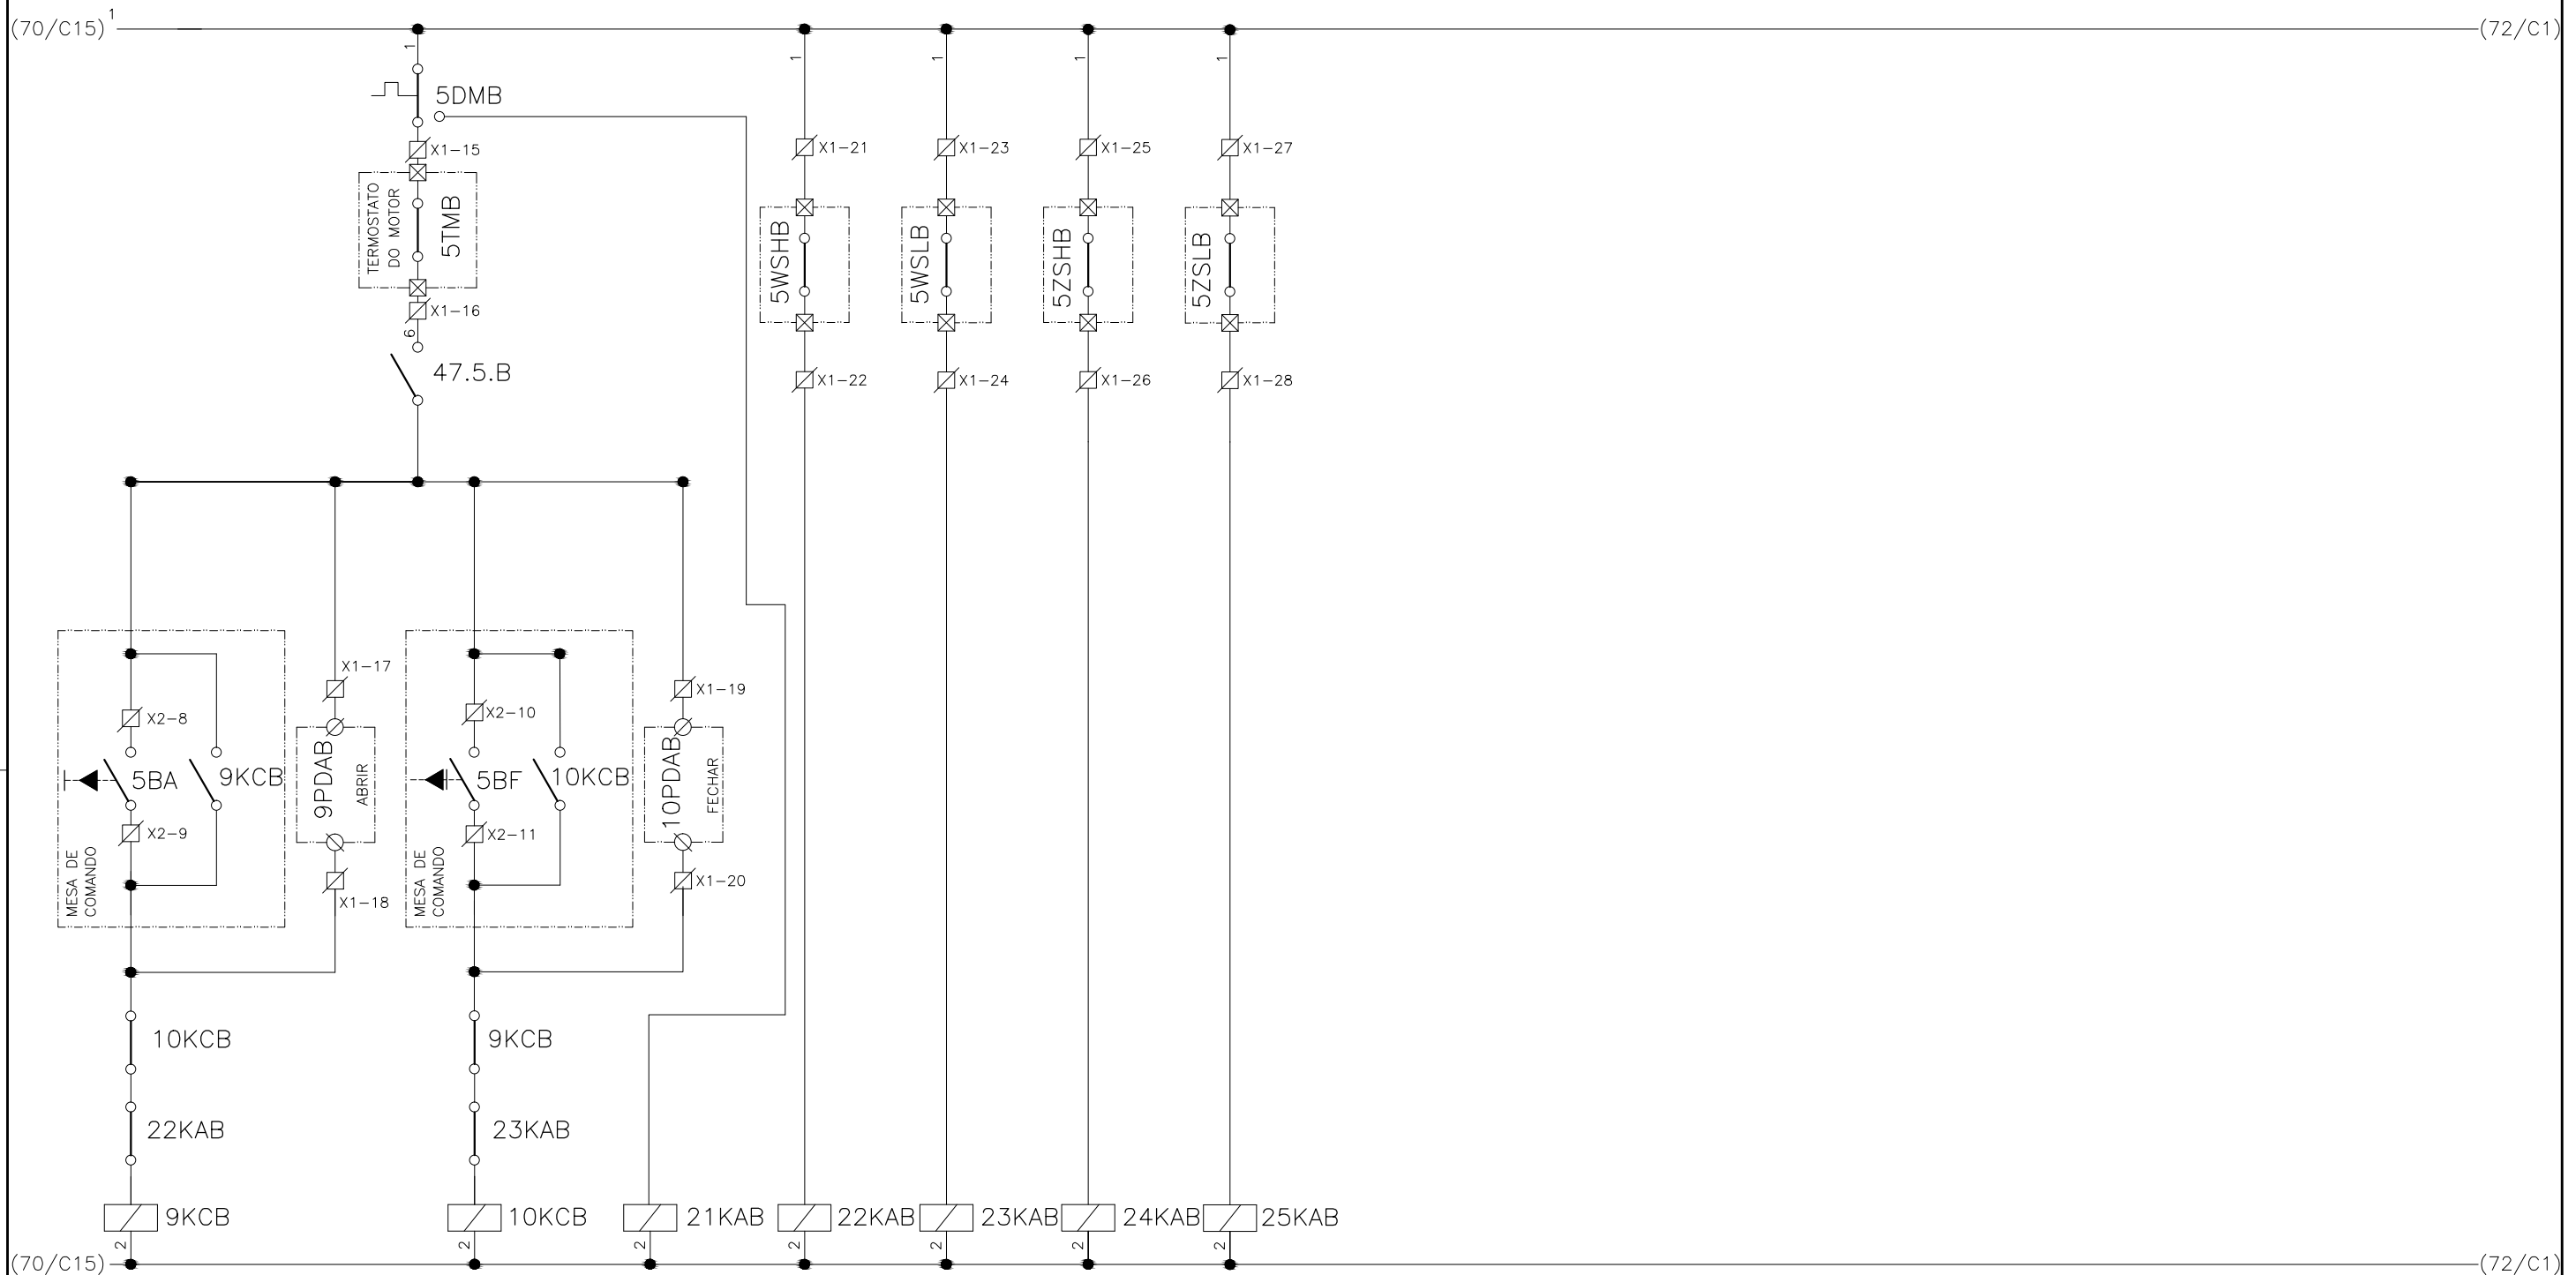 (70/C15) 1
(72/C1)
1
1
1
1
1
5DMB
X1-15
X1-21
X1-23
X1-25
X1-27
TERMOSTATO
DO MOTOR
5TMB
5WSHB
5WSLB
5ZSHB
5ZSLB
X1-16
6
47.5.B
X1-22
X1-24
X1-26
X1-28
X1-17
X1-19
X2-8
X2-10
5BA
9KCB
9PDAB
ABRIR
5BF
10KCB
10PDAB
FECHAR
X2-9
X2-11
MESA DE
COMANDO
MESA DE
COMANDO
X1-18
X1-20
10KCB
9KCB
22KAB
23KAB
9KCB
10KCB
21KAB
22KAB
23KAB
24KAB
25KAB
2
2
2
2
2
2
2
(70/C15)
(72/C1)